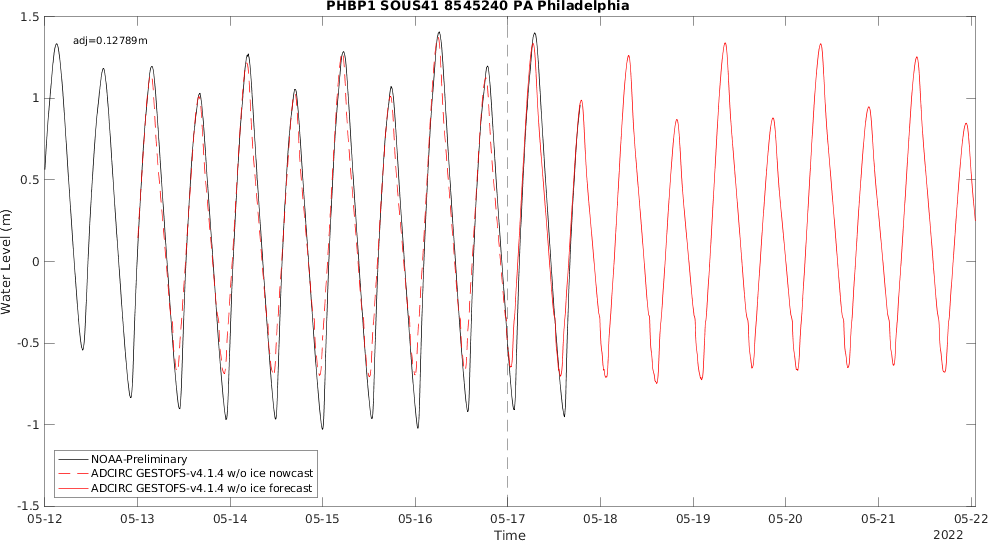 PHBP1 SOUS41 8545240 PA Philadelphia
adj=0.12789m
1.5
1
0.5
0
-0.5
-1
-1.5
Water Level (m)
NOAA-Preliminary
ADCIRC GESTOFS-v4.1.4 w/o ice nowcast
ADCIRC GESTOFS-v4.1.4 w/o ice forecast
05-12 05-13 05-14 05-15 05-16 05-17 05-18 05-19 05-20 05-21 05-22
Time
2022